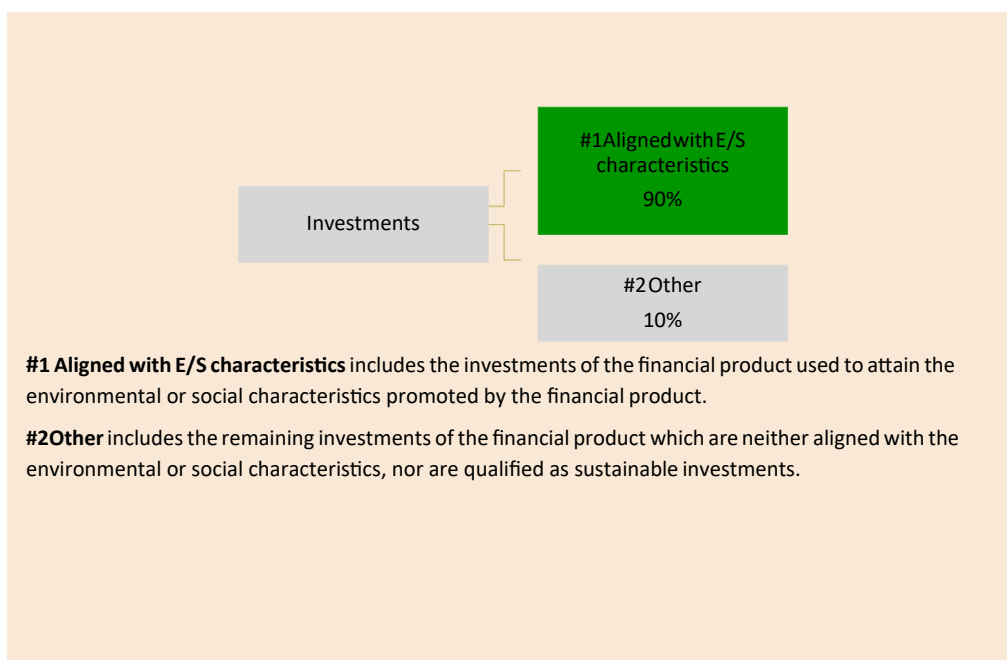 #1AlignedwithE/S
characteristics
90%
Investments
#2Other
10%
#1 Aligned with E/S characteristics includes the investments of the financial product used to attain the
environmental or social characteristics promoted by the financial product.
#2Other includes the remaining investments of the financial product which are neither aligned with the
environmental or social characteristics, nor are qualified as sustainable investments.